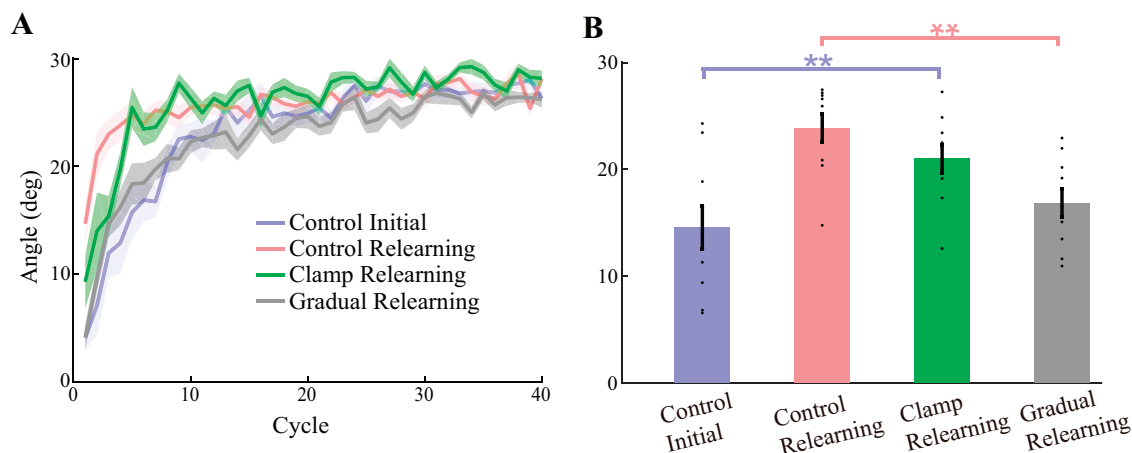 A
30
20
10
0
Angle (deg)
0
10
20
30
40
Cycle
Control Initial
Control Relearning
Clamp Relearning
Gradual Relearning
B
**
**
30
20
10
0
Control
Initial
Control
Relearning
Clamp
Relearning
Gradual
Relearning